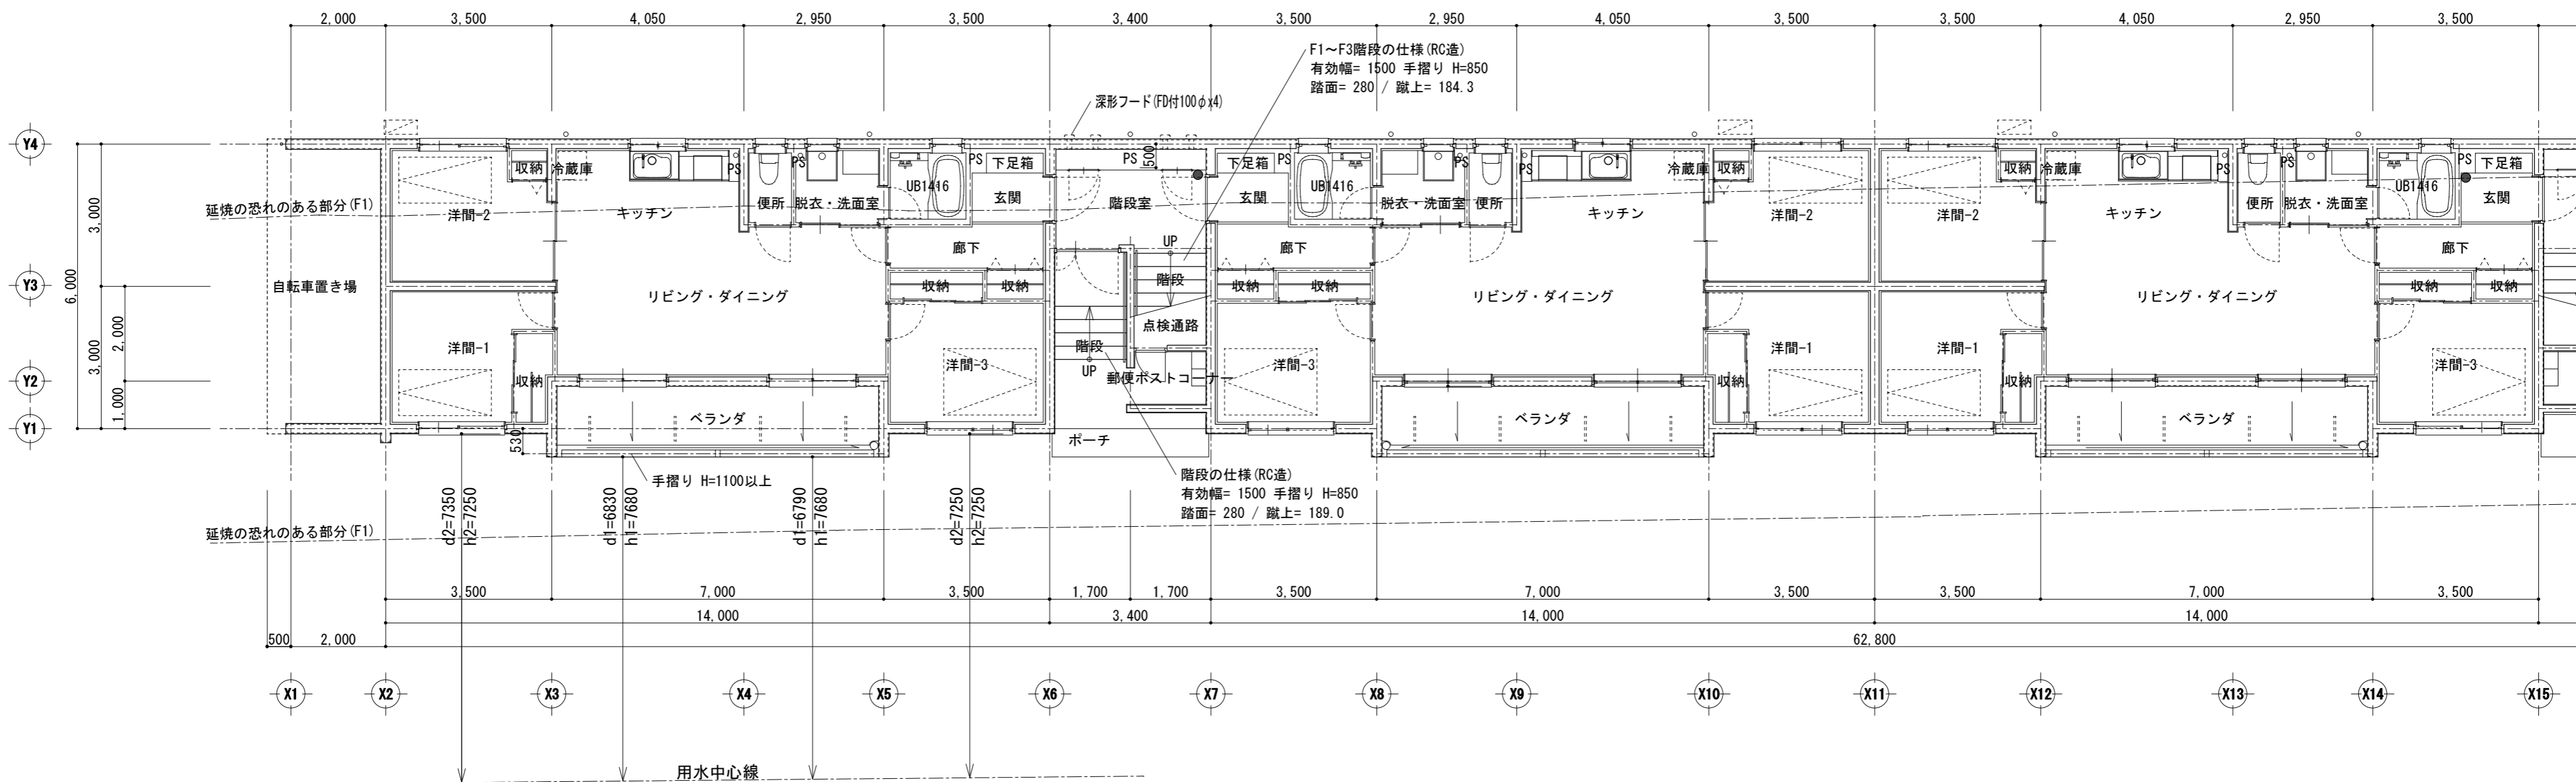 2,000 3,500 4,050 2,950 3,500 3,400 3,500 2,950 4,050 3,500 3,500 4,050 2,950 3,500
F1～F3階段の仕様(RC造)
有効幅= 1500 手摺り H=850
踏面= 280 / 蹴上= 184.3
深形フード(FD付100φx4)
Y4
Y3
Y2
Y1
6,000
3,000
3,000
2,000
1,000
延焼の恐れのある部分(F1)
自転車置き場
洋間-2
収納
冷蔵庫
キッチン
PS
便所
PS
脱衣・洗面室
UB1416
PS
下足箱
玄関
廊下
収納
収納
リビング・ダイニング
洋間-1
収納
洋間-3
ベランダ
530
手摺り H=1100以上
PS
500
階段室
UP
階段
点検通路
階段
UP
郵便ポストコーナー
ポーチ
下足箱
PS
玄関
UB1416
脱衣・洗面室
PS
便所
PS
キッチン
冷蔵庫
収納
洋間-2
廊下
収納
収納
リビング・ダイニング
洋間-3
洋間-1
収納
ベランダ
洋間-2
収納
冷蔵庫
キッチン
PS
便所
PS
脱衣・洗面室
UB1416
PS
下足箱
玄関
廊下
収納
収納
リビング・ダイニング
洋間-1
収納
洋間-3
ベランダ
階段の仕様(RC造)
有効幅= 1500 手摺り H=850
踏面= 280 / 蹴上= 189.0
延焼の恐れのある部分(F1)
d2=7350
h2=7250
d1=6830
h1=7680
d1=6790
h1=7680
d2=7250
h2=7250
3,500 7,000 3,500 1,700 1,700 3,500 7,000 3,500 3,500 7,000 3,500
14,000 3,400 14,000 14,000
500 2,000 62,800
X1 X2 X3 X4 X5 X6 X7 X8 X9 X10 X11 X12 X13 X14 X15
用水中心線